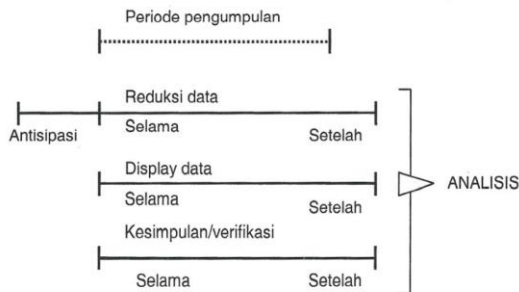 Periode pengumpulan
Reduksi data
Antisipasi
Selama
Setelah
Display data
Selama
Setelah
ANALISIS
Kesimpulan/verifikasi
Selama
Setelah